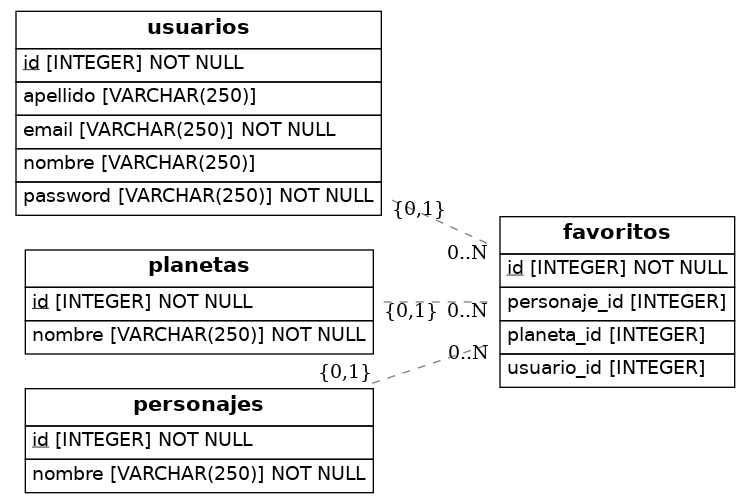 usuarios
id [INTEGER] NOT NULL
apellido [VARCHAR(250)]
email [VARCHAR(250)] NOT NULL
nombre [VARCHAR(250)]
password [VARCHAR(250)] NOT NULL
{0,1}
0..N
planetas
id [INTEGER] NOT NULL
nombre [VARCHAR(250)] NOT NULL
{0,1}
0..N
personajes
id [INTEGER] NOT NULL
nombre [VARCHAR(250)] NOT NULL
{0,1}
0..N
favoritos
id [INTEGER] NOT NULL
personaje_id [INTEGER]
planeta_id [INTEGER]
usuario_id [INTEGER]